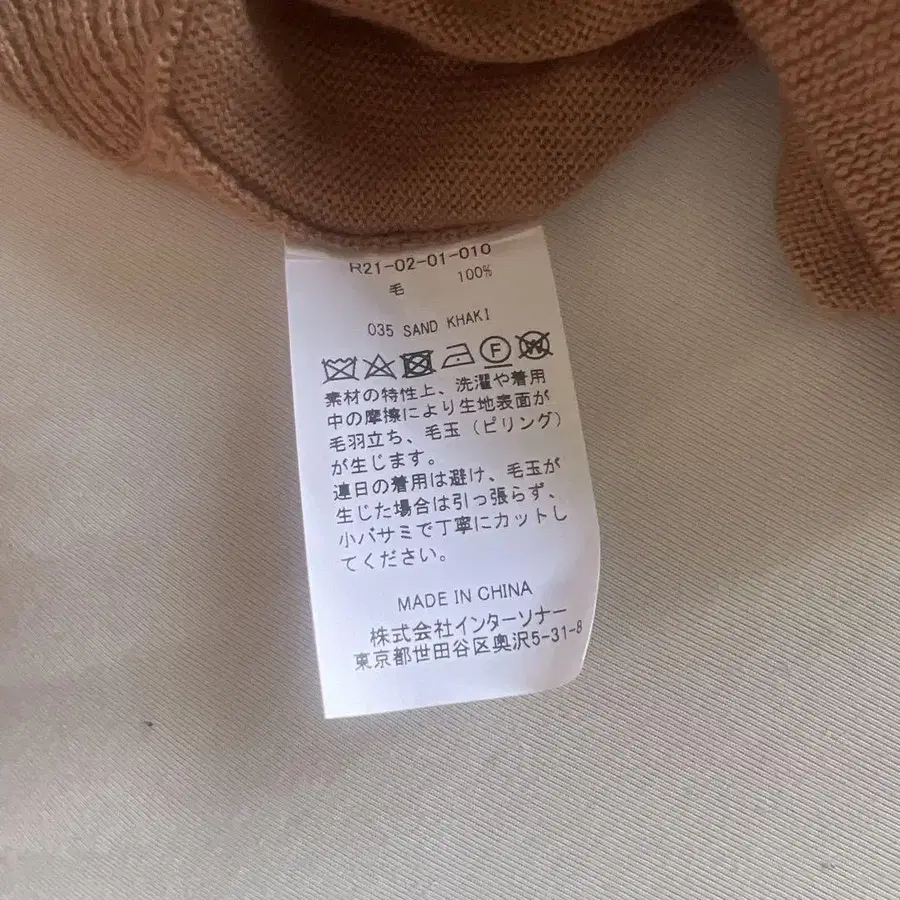 R21-02-01-010
毛 100%
035 SAND KHAKI
F W
素材の特性上、洗濯や着用
中の摩擦により生地表面が
毛羽立ち、毛玉（ピリング）
が生じます。
連日の着用は避け、毛玉が
生じた場合は引っ張らず、
小バサミで丁寧にカットし
てください。
MADE IN CHINA
株式会社インターソナー
東京都世田谷区奥沢5-31-8